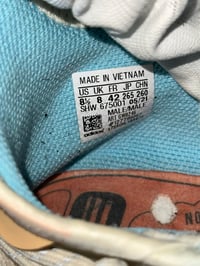 MADE IN VIETNAM
US UK FR JP CHN
8½ 8 42 265 260
SHW 675001 05/21
MALE/MALE
NO